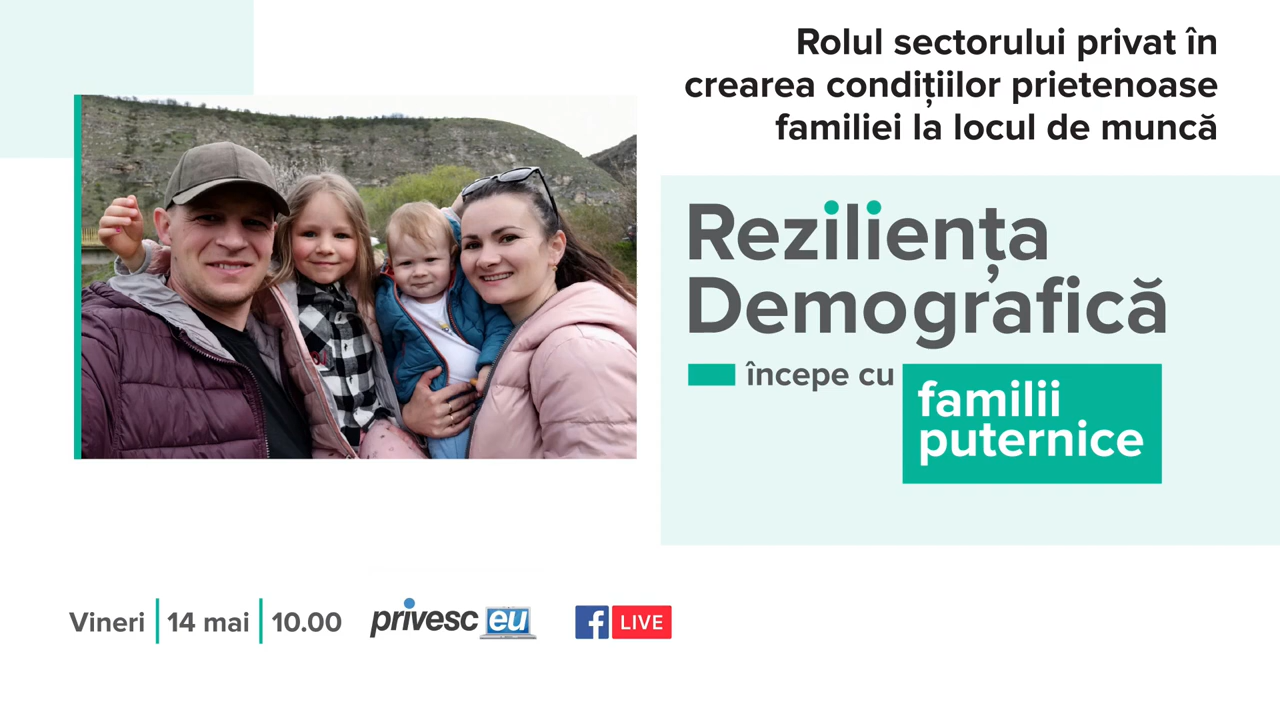 Rolul sectorului privat în
crearea condițiilor prietenoase
familiei la locul de muncă
Reziliența
Demografică
începe cu
familii
puternice
Vineri 14 mai 10.00 privesc eu f LIVE